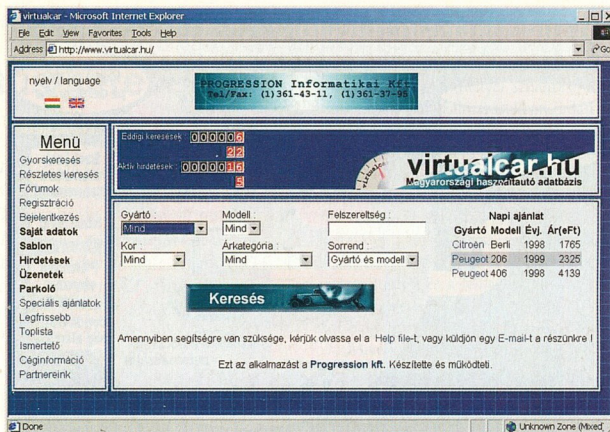 virtualcar - Microsoft Internet Explorer
File Edit View Favorites Tools Help
Address http://www.virtualcar.hu/ Go
nyelv / language
PROGRESSION Informatikai Kft
Tel/Fax: (1)361-43-11, (1)361-37-95
Menü
Gyorskeresés
Részletes keresés
Fórumok
Regisztráció
Bejelentkezés
Saját adatok
Sablon
Hirdetések
Üzenetek
Parkoló
Speciális ajánlatok
Legfrissebb
Toplista
Ismertető
Céginformáció
Partnereink
Eddigi keresések : 000006
22
Aktív hirdetések : 0000016
5
virtualcar
virtualcar.hu
Magyarországi használtautó adatbázis
Gyártó : Modell : Felszereltség :
Mind Mind
Kor : Árkategória : Sorrend :
Mind Mind Gyártó és modell
Keresés
Napi ajánlat
Gyártó Modell Évj. Ár(eFt)
Citroën Berli 1998 1765
Peugeot 206 1999 2325
Peugeot 406 1998 4139
Amennyiben segítségre van szüksége, kérjük olvassa el a Help file-t, vagy küldjön egy E-mail-t a részünkre !
Ezt az alkalmazást a Progression kft. Készítette és működteti.
Done Unknown Zone (Mixed)